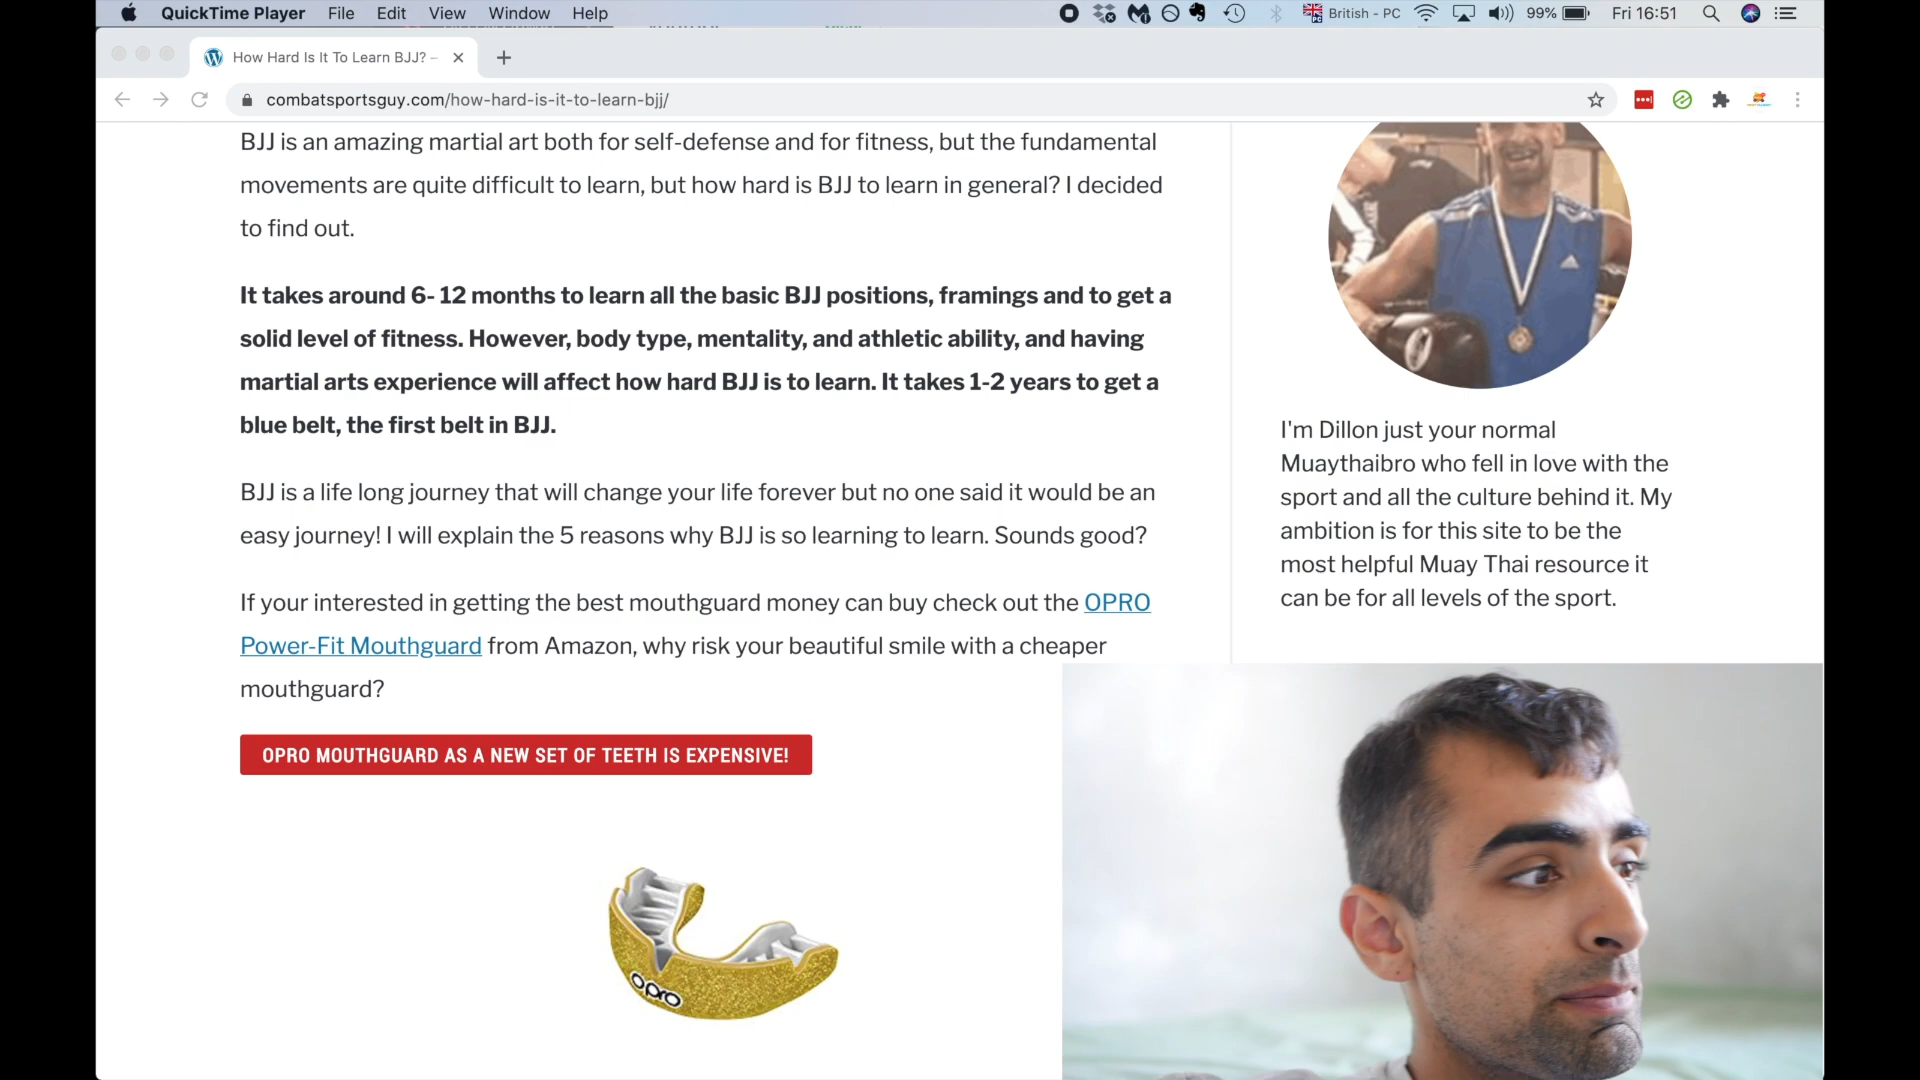 QuickTime Player File Edit View Window Help
British - PC 99% Fri 16:51
How Hard Is It To Learn BJJ? –
combatsportsguy.com/how-hard-is-it-to-learn-bjj/
BJJ is an amazing martial art both for self-defense and for fitness, but the fundamental
movements are quite difficult to learn, but how hard is BJJ to learn in general? I decided
to find out.
It takes around 6- 12 months to learn all the basic BJJ positions, framings and to get a
solid level of fitness. However, body type, mentality, and athletic ability, and having
martial arts experience will affect how hard BJJ is to learn. It takes 1-2 years to get a
blue belt, the first belt in BJJ.
BJJ is a life long journey that will change your life forever but no one said it would be an
easy journey! I will explain the 5 reasons why BJJ is so learning to learn. Sounds good?
If your interested in getting the best mouthguard money can buy check out the OPRO
Power-Fit Mouthguard from Amazon, why risk your beautiful smile with a cheaper
mouthguard?
OPRO MOUTHGUARD AS A NEW SET OF TEETH IS EXPENSIVE!
opro
I'm Dillon just your normal
Muaythaibro who fell in love with the
sport and all the culture behind it. My
ambition is for this site to be the
most helpful Muay Thai resource it
can be for all levels of the sport.